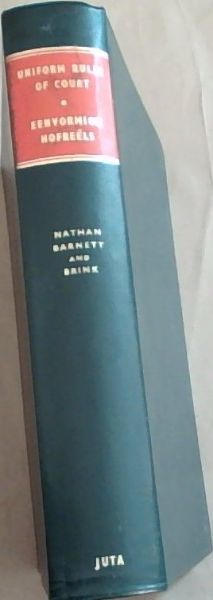 UNIFORM RULES
OF COURT
•
EENVORMIGE
HOFREËLS
NATHAN
BARNETT
AND
BRINK
JUTA